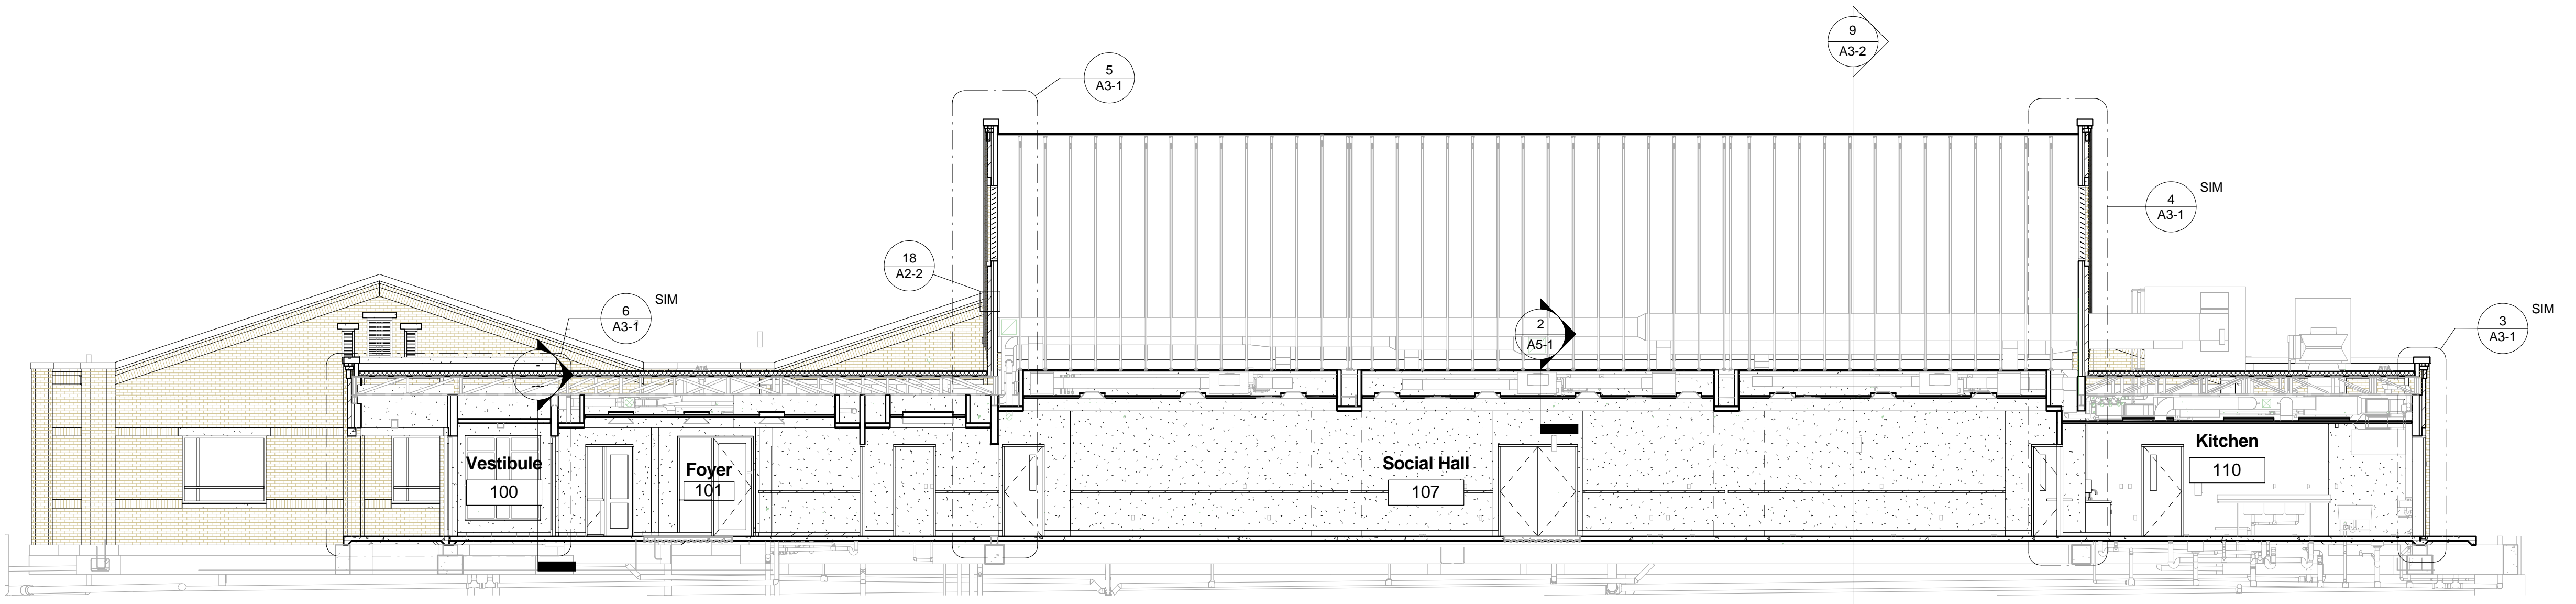 9
A3-2
5
A3-1
SIM
4
A3-1
18
A2-2
SIM
6
A3-1
SIM
3
A3-1
2
A5-1
Vestibule
100
Foyer
101
Social Hall
107
Kitchen
110